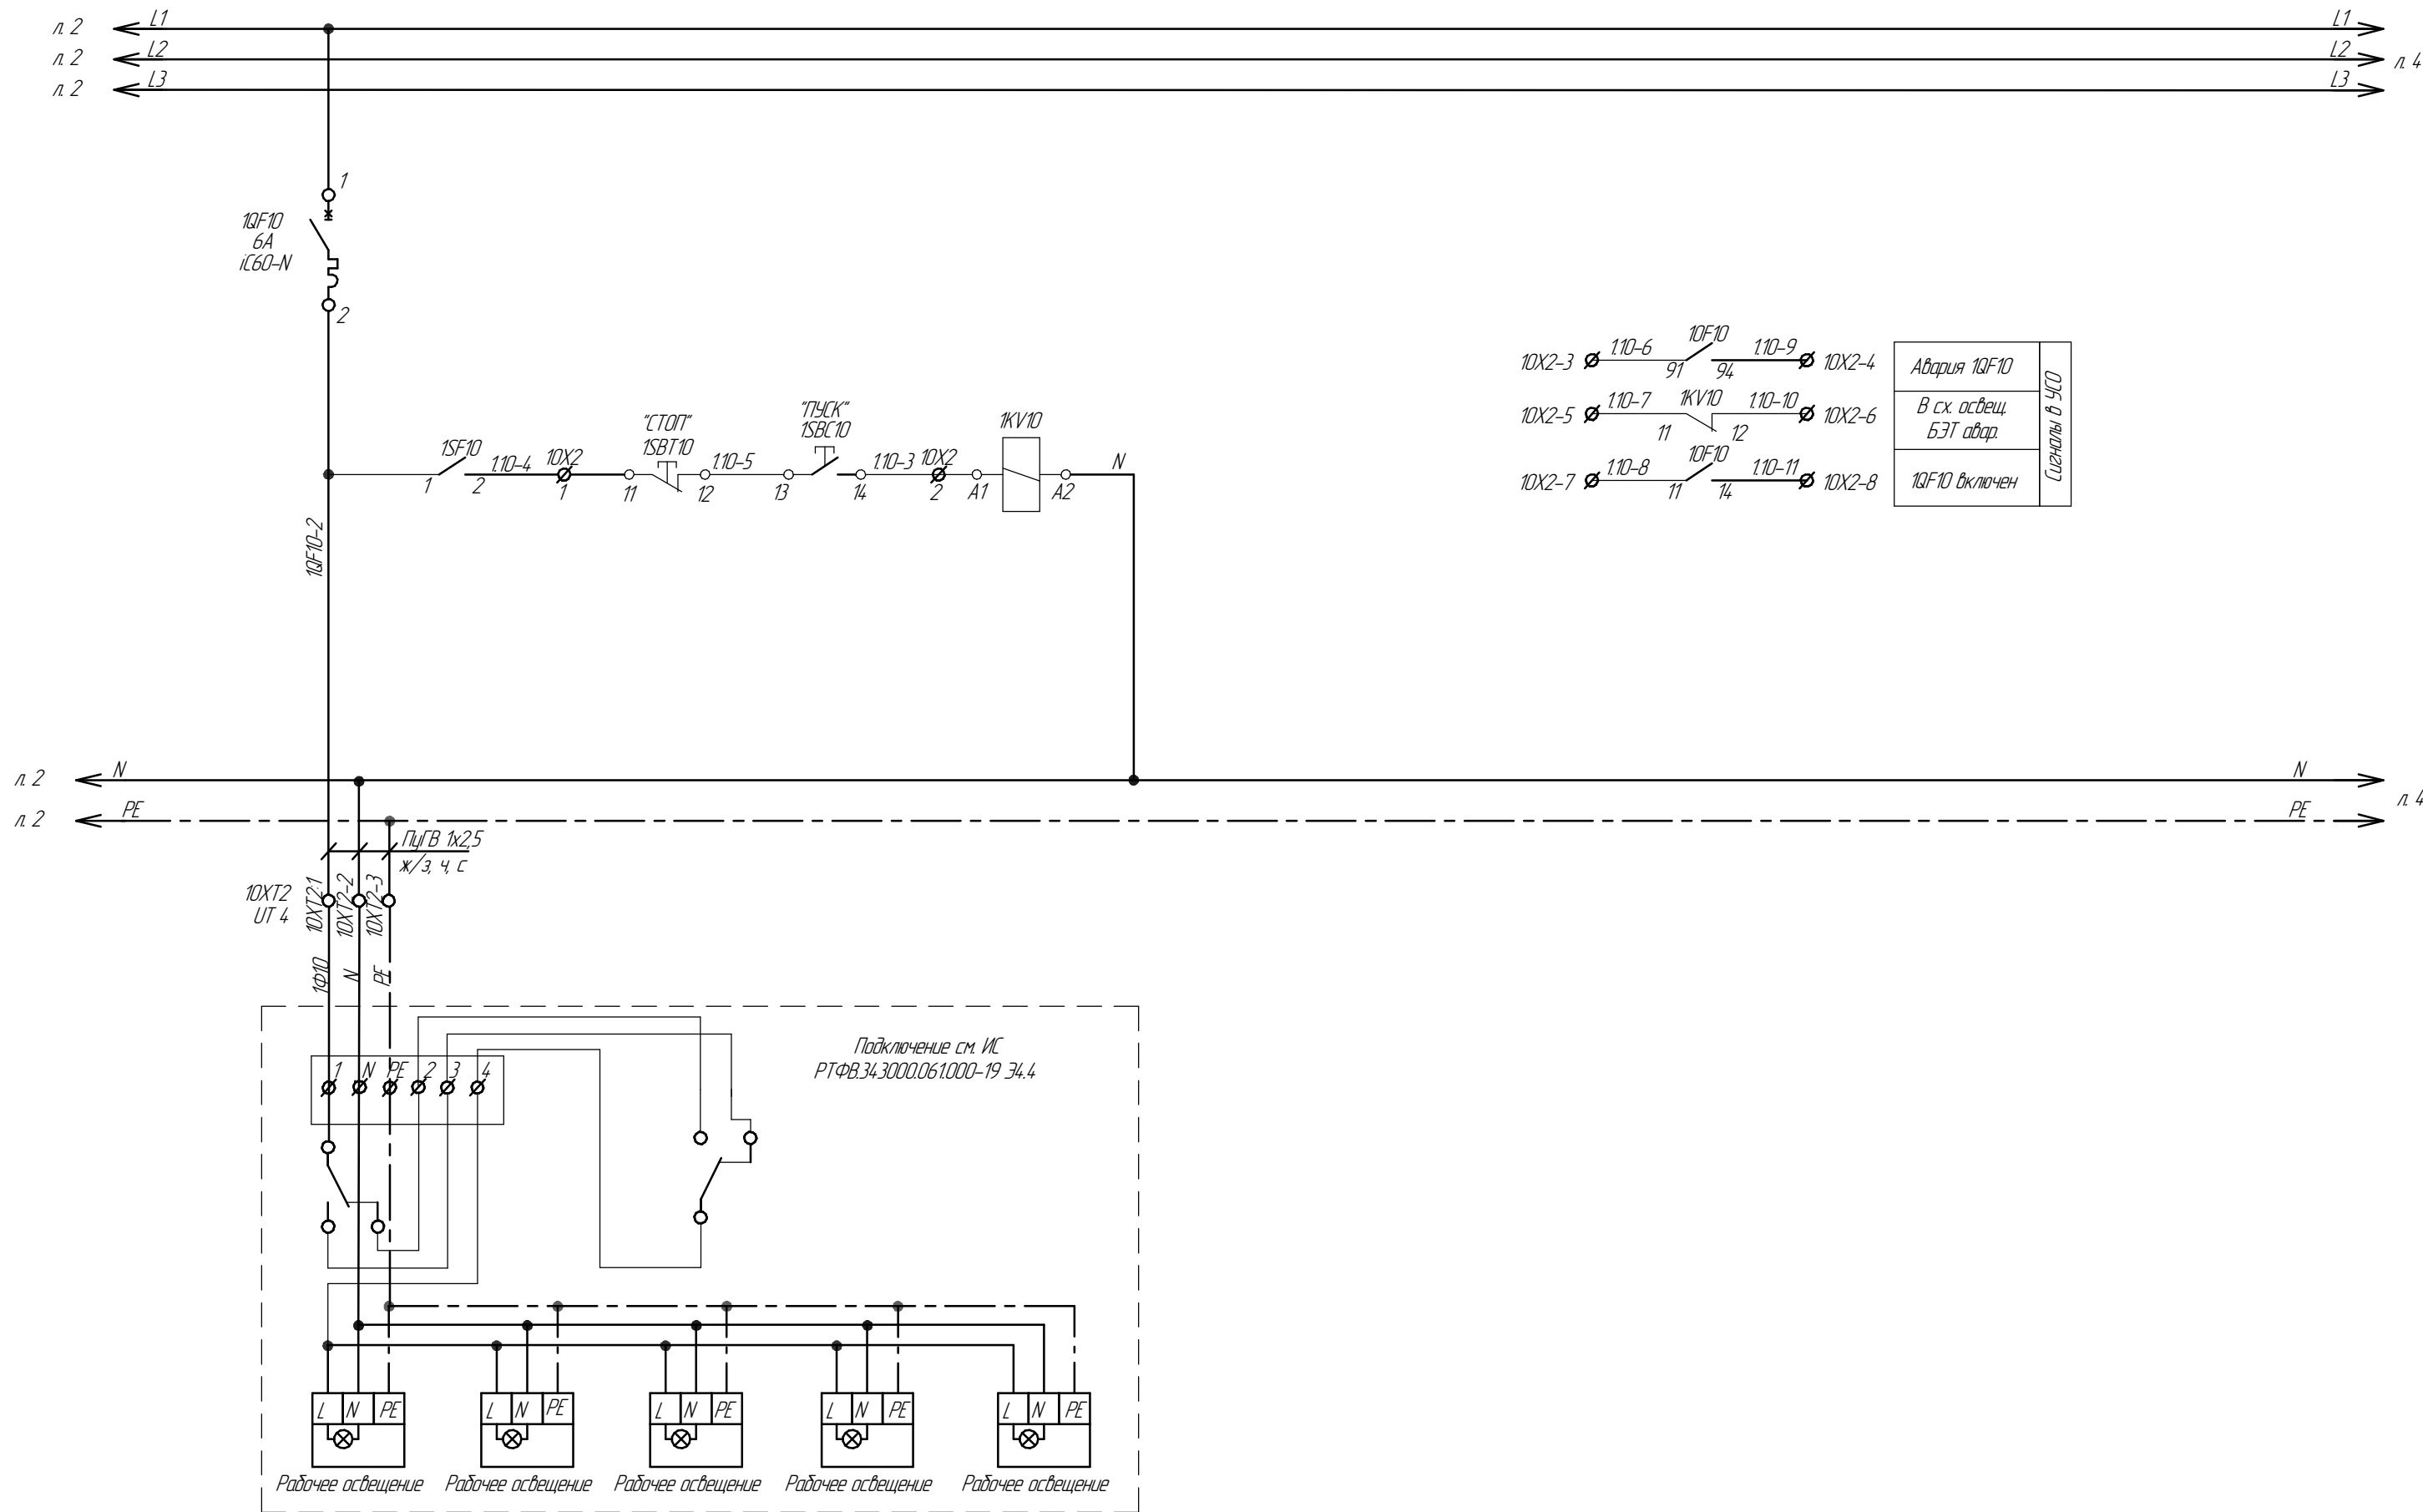 л. 2
L1
L1
л. 2
L2
L2
л. 4
л. 2
L3
L3
1
1QF10
6А
iC60-N
2
1SF10
1
2
1.10-4
10X2
1
"СТОП"
1SBT10
11
12
1.10-5
"ПУСК"
1SBC10
13
14
1.10-3
10X2
2
1KV10
A1
A2
N
1QF10-2
10X2-3
1.10-6
10F10
91
94
1.10-9
10X2-4
Авария 1QF10
10X2-5
1.10-7
1KV10
11
12
1.10-10
10X2-6
В сх. освещ.
БЭТ авар.
10X2-7
1.10-8
10F10
11
14
1.10-11
10X2-8
1QF10 включен
Сигналы в УСО
л. 2
N
N
л. 2
PE
PE
л. 4
ПуГВ 1х2,5
ж/з, ч, с
10XT2
UT 4
10XT2:1
10XT2-2
10XT2-3
1Ф10
N
PE
Подключение см. ИС
РТФВ.343000.061.000-19 Э4.4
1
N
PE
2
3
4
L N PE
L N PE
L N PE
L N PE
L N PE
Рабочее освещение
Рабочее освещение
Рабочее освещение
Рабочее освещение
Рабочее освещение